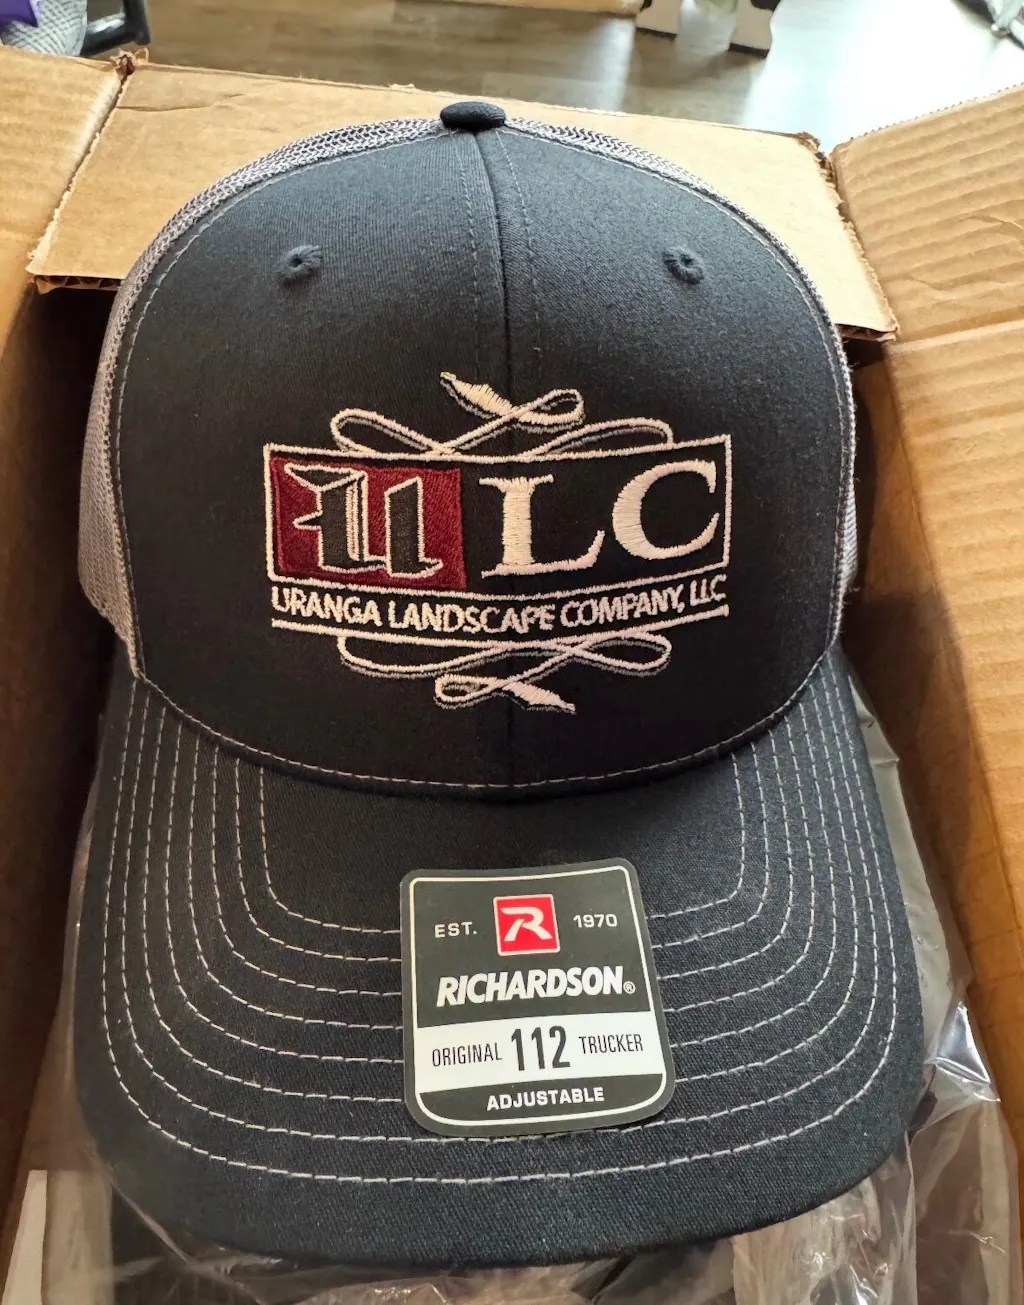 ULC
URANGA LANDSCAPE COMPANY, LLC
EST. R 1970
RICHARDSON®
ORIGINAL 112 TRUCKER
ADJUSTABLE